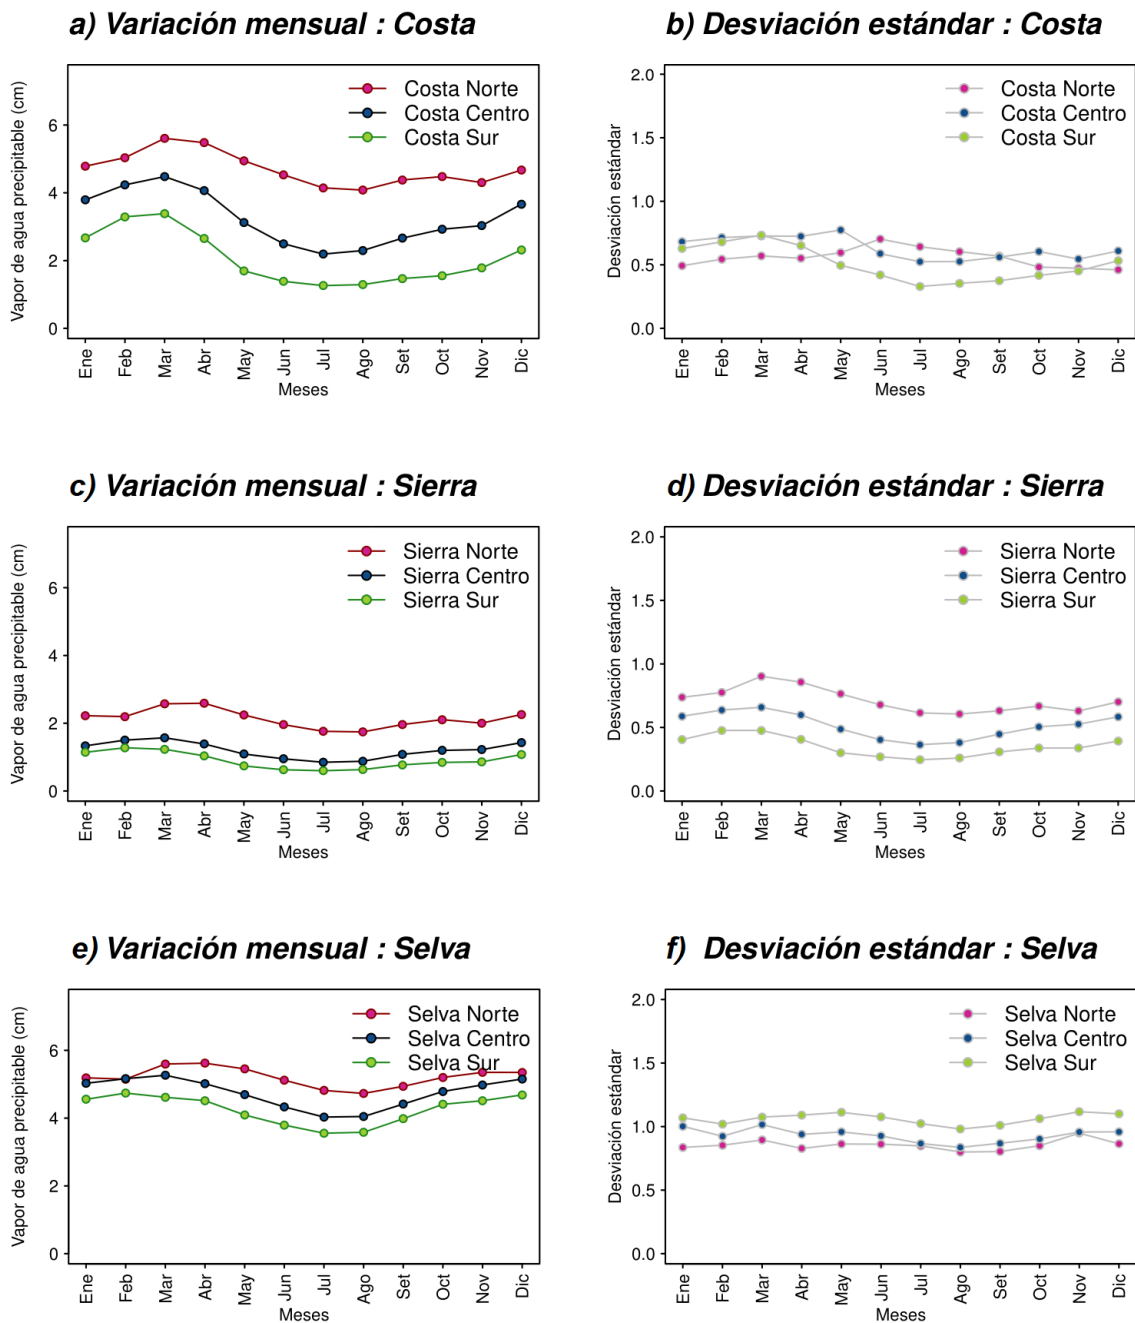 a) Variación mensual : Costa
Vapor de agua precipitable (cm)
6
4
2
0
Costa Norte
Costa Centro
Costa Sur
Ene Feb Mar Abr May Jun Jul Ago Set Oct Nov Dic
Meses
b) Desviación estándar : Costa
Desviación estándar
2.0
1.5
1.0
0.5
0.0
Costa Norte
Costa Centro
Costa Sur
Ene Feb Mar Abr May Jun Jul Ago Set Oct Nov Dic
Meses
c) Variación mensual : Sierra
Vapor de agua precipitable (cm)
6
4
2
0
Sierra Norte
Sierra Centro
Sierra Sur
Ene Feb Mar Abr May Jun Jul Ago Set Oct Nov Dic
Meses
d) Desviación estándar : Sierra
Desviación estándar
2.0
1.5
1.0
0.5
0.0
Sierra Norte
Sierra Centro
Sierra Sur
Ene Feb Mar Abr May Jun Jul Ago Set Oct Nov Dic
Meses
e) Variación mensual : Selva
Vapor de agua precipitable (cm)
6
4
2
0
Selva Norte
Selva Centro
Selva Sur
Ene Feb Mar Abr May Jun Jul Ago Set Oct Nov Dic
Meses
f) Desviación estándar : Selva
Desviación estándar
2.0
1.5
1.0
0.5
0.0
Selva Norte
Selva Centro
Selva Sur
Ene Feb Mar Abr May Jun Jul Ago Set Oct Nov Dic
Meses